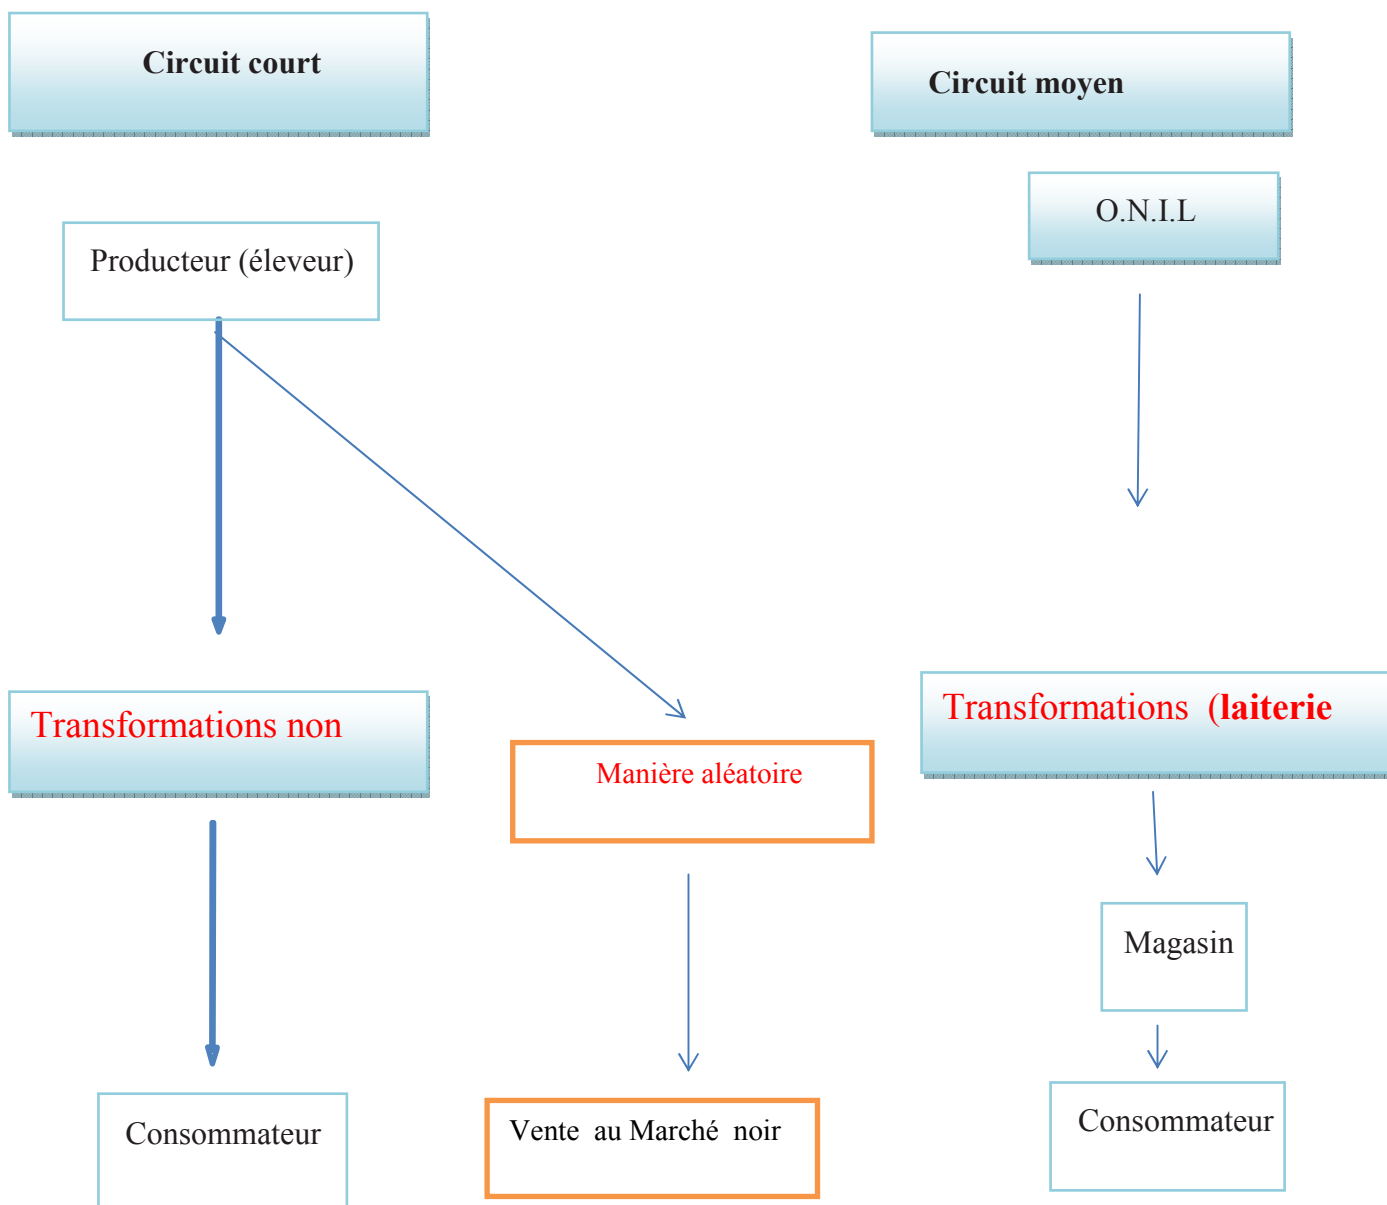 Circuit court
Circuit moyen
O.N.I.L
Producteur (éleveur)
Transformations non
Manière aléatoire
Transformations (laiterie
Magasin
Consommateur
Vente au Marché noir
Consommateur